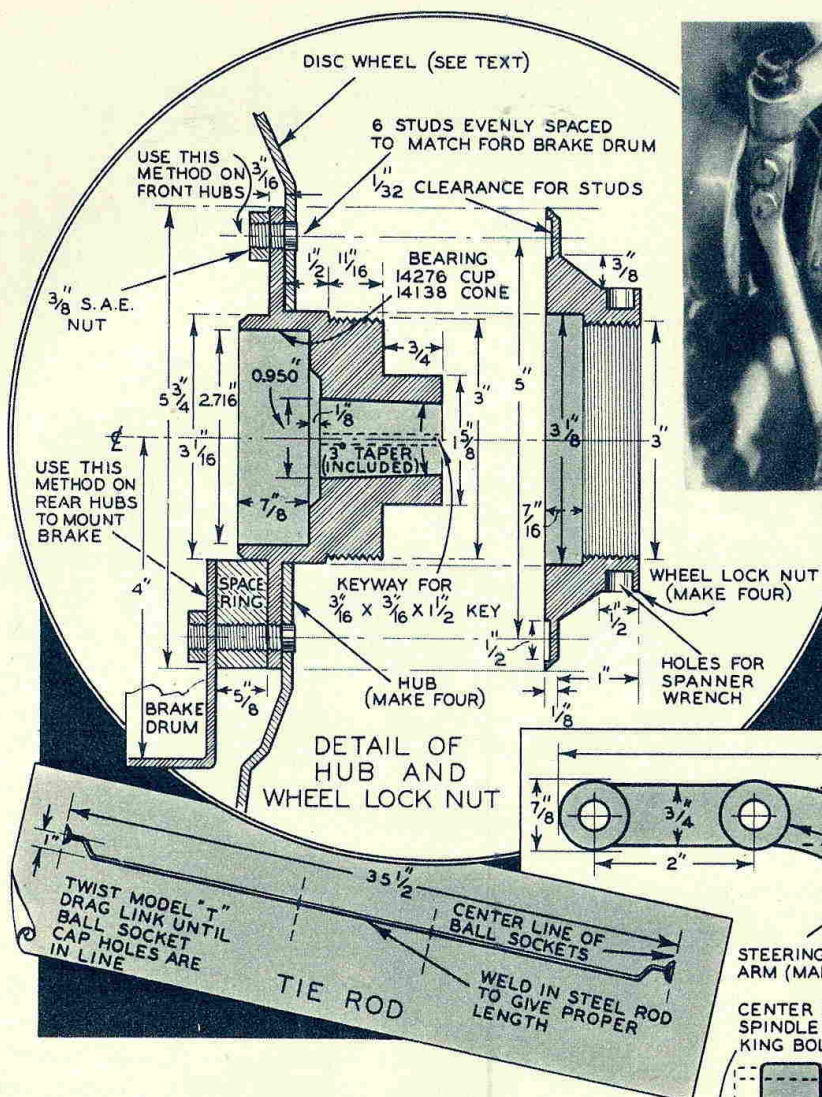 DISC WHEEL (SEE TEXT)
USE THIS
METHOD ON
FRONT HUBS
3/16"
6 STUDS EVENLY SPACED
TO MATCH FORD BRAKE DRUM
1/32" CLEARANCE FOR STUDS
3/8" S.A.E.
NUT
1/2"
11/16"
BEARING
14276 CUP
14138 CONE
3/8"
3/4"
5 3/4"
2.716"
3 1/16"
0.950"
1/8"
3° TAPER
(INCLUDED)
1 5/8"
3"
5"
3 1/8"
3"
7/8"
7/16"
℄
USE THIS
METHOD ON
REAR HUBS
TO MOUNT
BRAKE
4"
SPACE
RING
KEYWAY FOR
3/16" x 3/16" x 1 1/2" KEY
WHEEL LOCK NUT
(MAKE FOUR)
1/2"
1/2"
HOLES FOR
SPANNER
WRENCH
1"
1/8"
HUB
(MAKE FOUR)
5/8"
BRAKE
DRUM
DETAIL OF
HUB AND
WHEEL LOCK NUT
7/8"
3/4"
2"
1"
35 1/2"
TWIST MODEL "T"
DRAG LINK UNTIL
BALL SOCKET
CAP HOLES ARE
IN LINE
CENTER LINE OF
BALL SOCKETS
WELD IN STEEL ROD
TO GIVE PROPER
LENGTH
TIE ROD
STEERING
ARM (MA
CENTER
SPINDLE
KING BOL